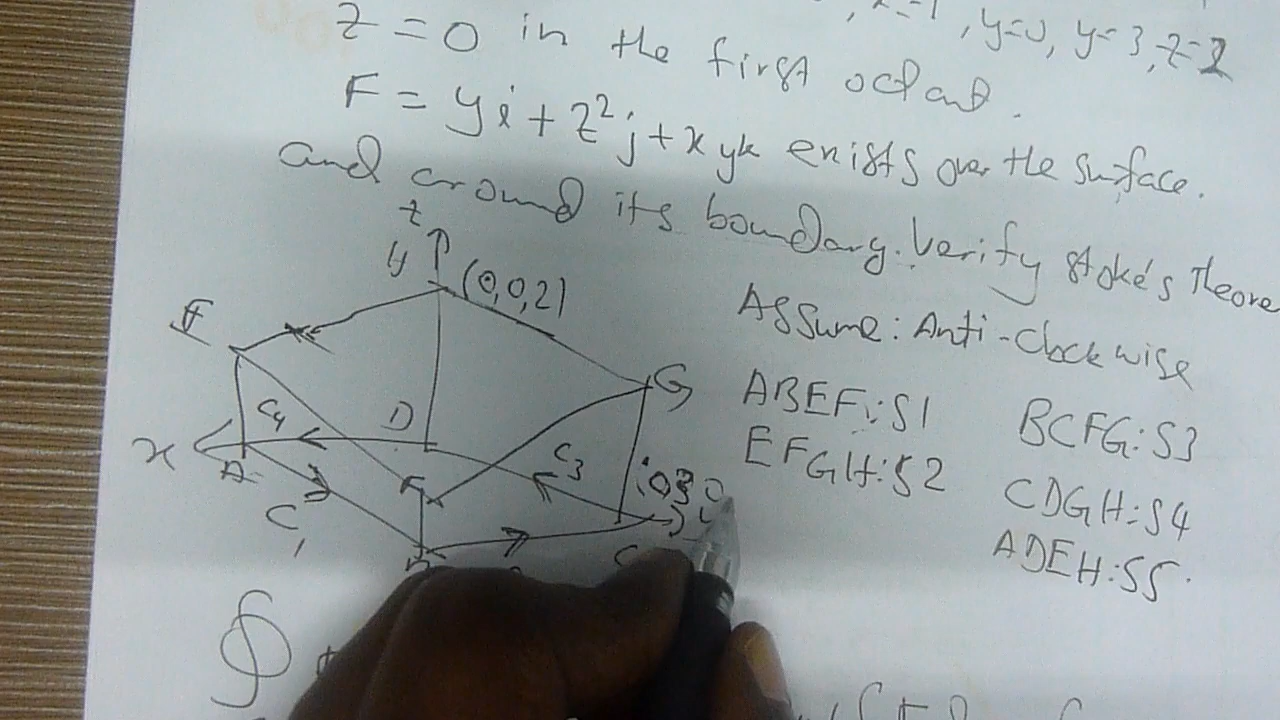 , x=1, y=0, y=3, z=2
z=0 in the first octant.
F = yi + z²j + xyk exists over the surface.
and around its boundary. Verify stoke's Theore
z
H
(0,0,2)
E
Assume: Anti-clockwise
G
ABEF: S1
BCFG: S3
C4
D
EFGH: S2
C3
x
A
F
CDGH: S4
C1
ADEH: S5
B
C
∮